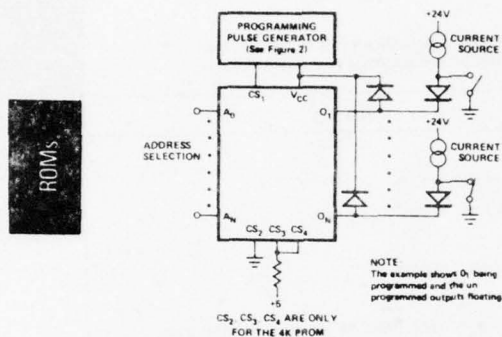 PROGRAMMING
PULSE GENERATOR
(See Figure 2)
+24V
CURRENT
SOURCE
CS1
VCC
A0
O1
+24V
ADDRESS
SELECTION
CURRENT
SOURCE
ROMs
AN
ON
CS2 CS3 CS4
NOTE
The example shows O1 being
programmed and the un
programmed outputs floating
+5
CS2, CS3, CS4 ARE ONLY
FOR THE 4K PROM